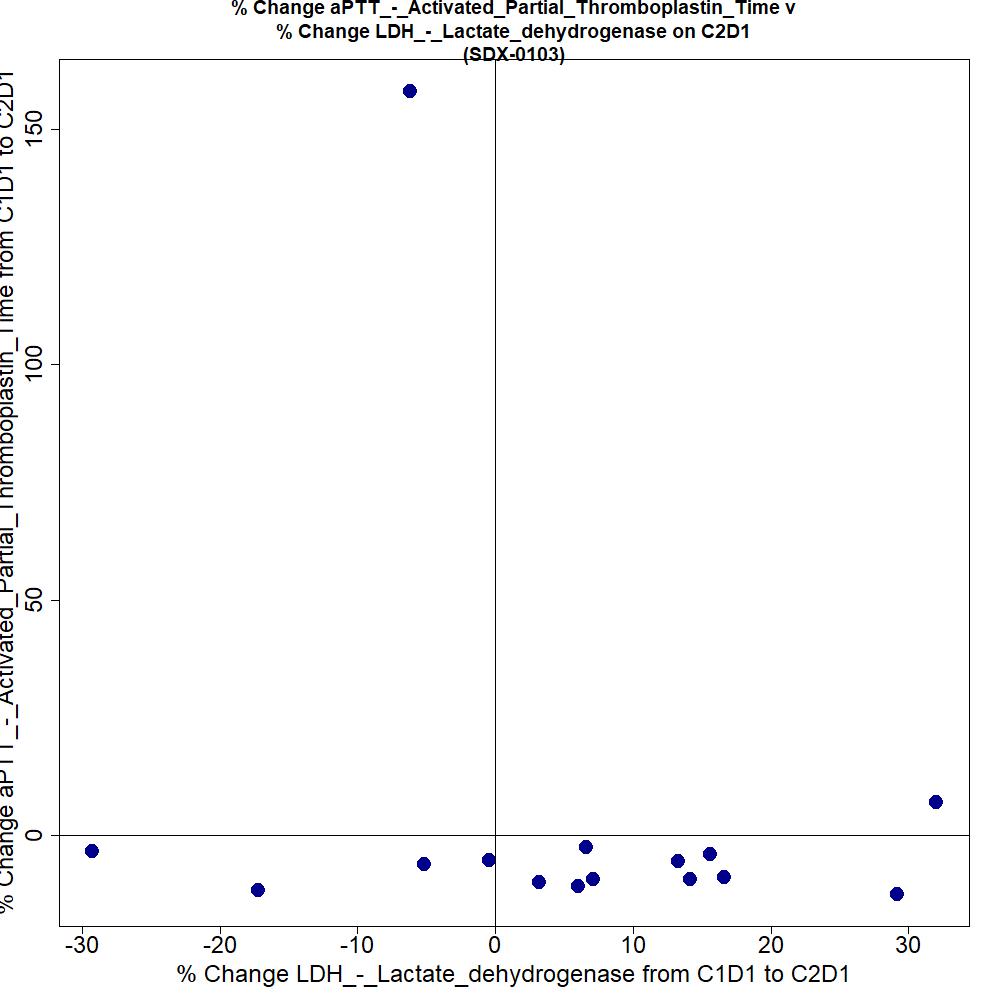 % Change aPTT_-_Activated_Partial_Thromboplastin_Time v
% Change LDH_-_Lactate_dehydrogenase on C2D1
(SDX-0103)
% Change aPTT_-_Activated_Partial_Thromboplastin_Time from C1D1 to C2D1
150
100
50
0
-30 -20 -10 0 10 20 30
% Change LDH_-_Lactate_dehydrogenase from C1D1 to C2D1